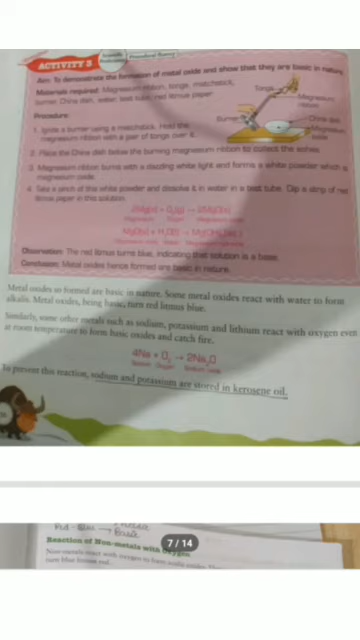 ACTIVITY 3
Aim: To demonstrate the formation of metal oxide and show that they are basic in nature.
Materials required: Magnesium ribbon, tongs, matchstick,
burner, China dish, water, test tube, red litmus paper
Tongs
Magnesium
ribbon
Burner
China dish
Magnesium
oxide
Procedure:
1. Ignite a burner using a matchstick. Hold the
magnesium ribbon with a pair of tongs over it.
2. Place the China dish below the burning magnesium ribbon to collect the ashes.
3. Magnesium ribbon burns with a dazzling white light and forms a white powder which is
magnesium oxide.
4. Take a pinch of this white powder and dissolve it in water in a test tube. Dip a strip of red
litmus paper in this solution.
2Mg(s) + O₂(g) → 2MgO(s)
Magnesium Oxygen Magnesium oxide
MgO(s) + H₂O(l) → Mg(OH)₂
Observation: The red litmus turns blue, indicating that solution is a base.
Conclusion: Metal oxides hence formed are basic in nature.
Metal oxides so formed are basic in nature. Some metal oxides react with water to form
alkalis. Metal oxides, being basic, turn red litmus blue.
Similarly, some other metals such as sodium, potassium and lithium react with oxygen even
at room temperature to form basic oxides and catch fire.
4Na + O₂ → 2Na₂O
Sodium Oxygen Sodium oxide
To prevent this reaction, sodium and potassium are stored in kerosene oil.
Red - Blue →
Basic
7 / 14
Reaction of Non-metals with Oxygen
Non-metals react with oxygen to form acidic oxides.
turn blue litmus red.